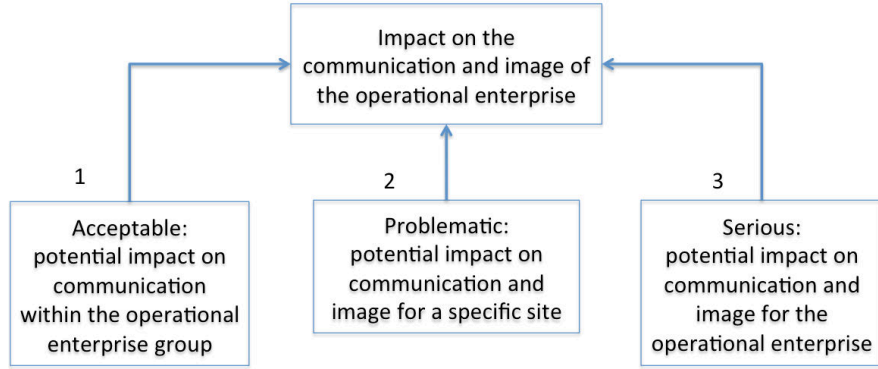 Impact on the
communication and image of
the operational enterprise
1
2
3
Acceptable:
potential impact on
communication
within the operational
enterprise group
Problematic:
potential impact on
communication and
image for a specific site
Serious:
potential impact on
communication and
image for the
operational enterprise